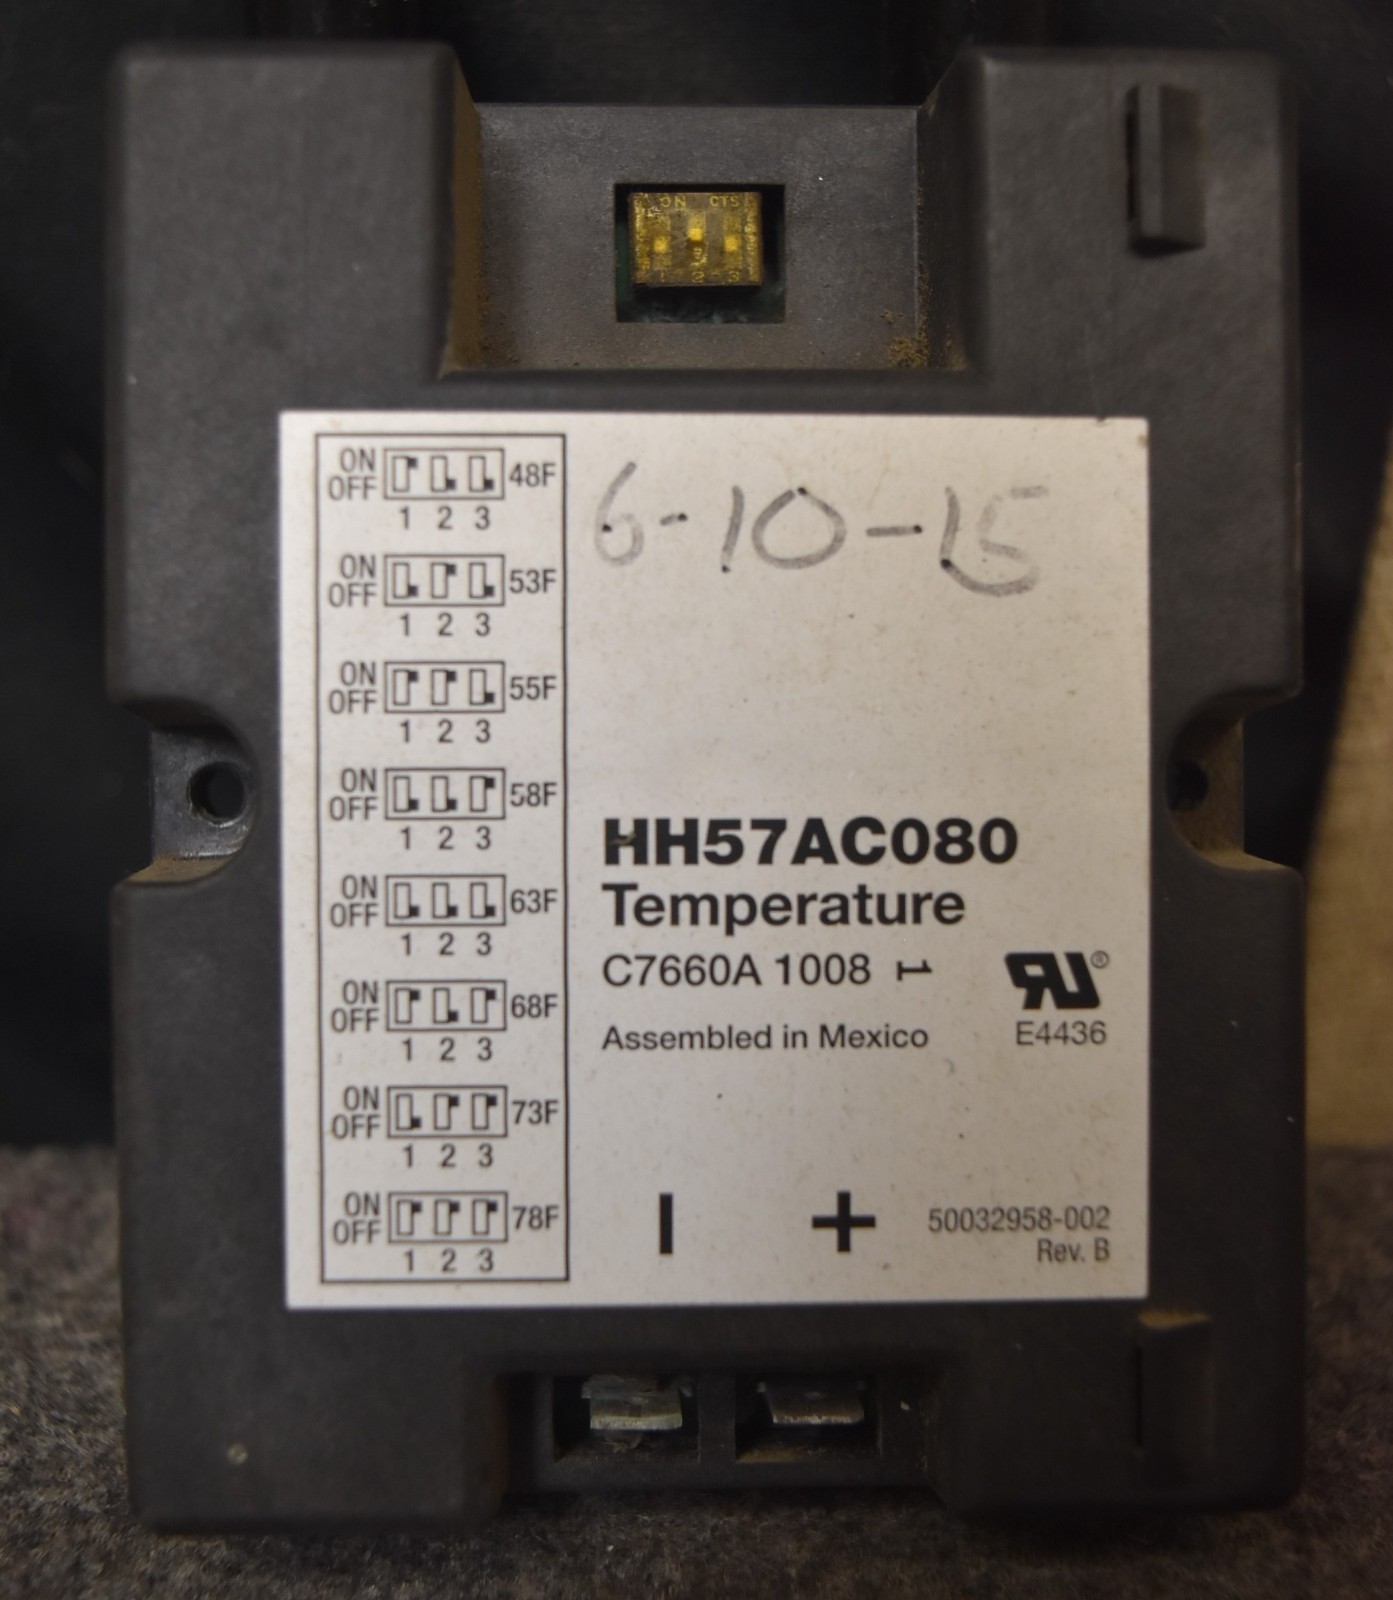 ON CTS
1 2 3
ON
OFF
48F
1 2 3
ON
OFF
53F
1 2 3
ON
OFF
55F
1 2 3
ON
OFF
58F
1 2 3
ON
OFF
63F
1 2 3
ON
OFF
68F
1 2 3
ON
OFF
73F
1 2 3
ON
OFF
78F
1 2 3
6-10-15
HH57AC080
Temperature
C7660A 1008 1
Assembled in Mexico
RU®
E4436
− +
50032958-002
Rev. B